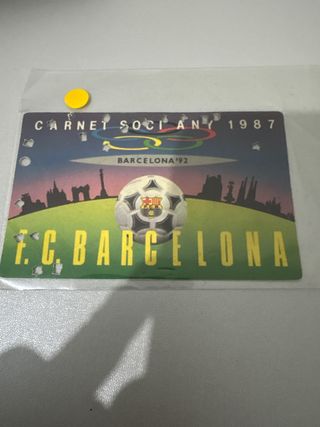 CARNET SOCI ANY 1987
BARCELONA'92
F.C. BARCELONA